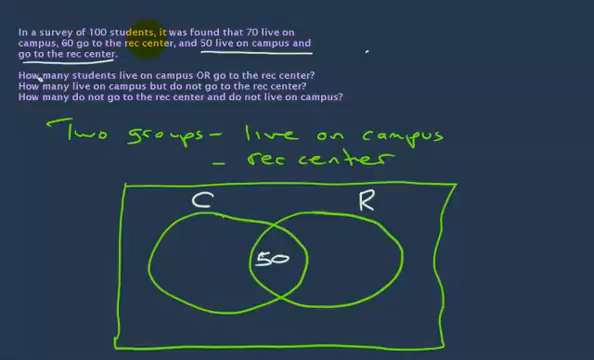 In a survey of 100 students, it was found that 70 live on
campus, 60 go to the rec center, and 50 live on campus and
go to the rec center.
How many students live on campus OR go to the rec center?
How many live on campus but do not go to the rec center?
How many do not go to the rec center and do not live on campus?
Two groups - live on campus
- rec center
C R
50